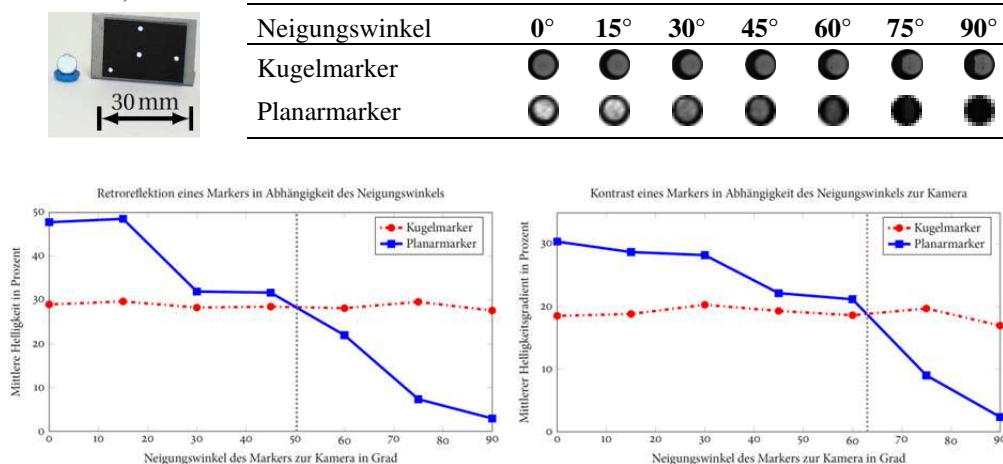 30 mm
Neigungswinkel 0° 15° 30° 45° 60° 75° 90°
Kugelmarker
Planarmarker
Retroreflektion eines Markers in Abhängigkeit des Neigungswinkels
Mittlere Helligkeit in Prozent
50
40
30
20
10
0
Kugelmarker
Planarmarker
0 10 20 30 40 50 60 70 80 90
Neigungswinkel des Markers zur Kamera in Grad
Kontrast eines Markers in Abhängigkeit des Neigungswinkels zur Kamera
Mittlerer Helligkeitsgradient in Prozent
30
20
10
0
Kugelmarker
Planarmarker
0 10 20 30 40 50 60 70 80 90
Neigungswinkel des Markers zur Kamera in Grad